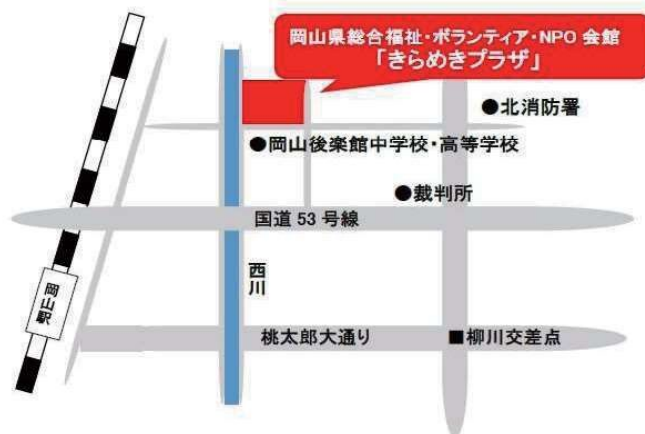 岡山県総合福祉・ボランティア・NPO 会館
「きらめきプラザ」
●北消防署
●岡山後楽館中学校・高等学校
●裁判所
国道 53 号線
西川
岡山駅
桃太郎大通り
■柳川交差点